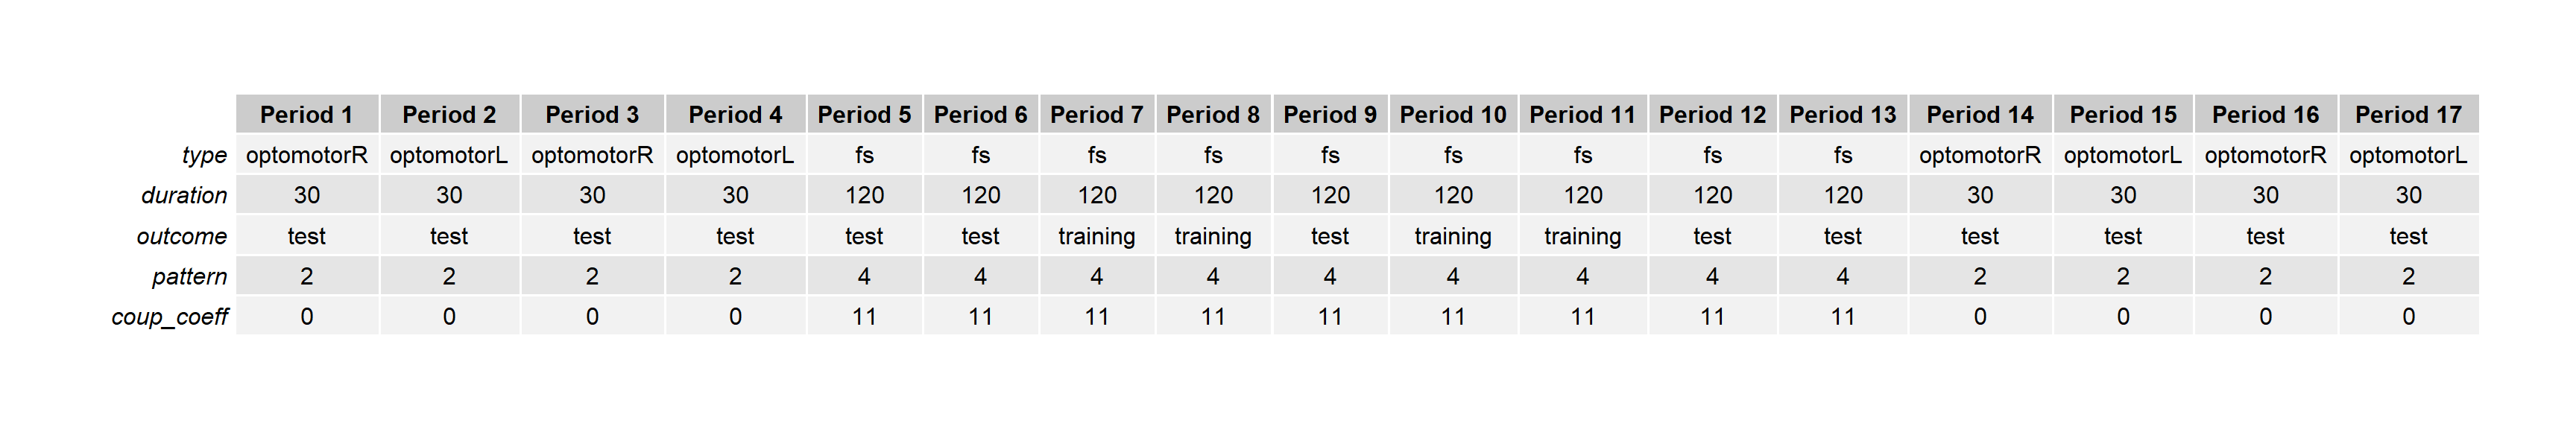 Period 1 Period 2 Period 3 Period 4 Period 5 Period 6 Period 7 Period 8 Period 9 Period 10 Period 11 Period 12 Period 13 Period 14 Period 15 Period 16 Period 17
type optomotorR optomotorL optomotorR optomotorL fs fs fs fs fs fs fs fs fs optomotorR optomotorL optomotorR optomotorL
duration 30 30 30 30 120 120 120 120 120 120 120 120 120 30 30 30 30
outcome test test test test test test training training test training training test test test test test test
pattern 2 2 2 2 4 4 4 4 4 4 4 4 4 2 2 2 2
coup_coeff 0 0 0 0 11 11 11 11 11 11 11 11 11 0 0 0 0